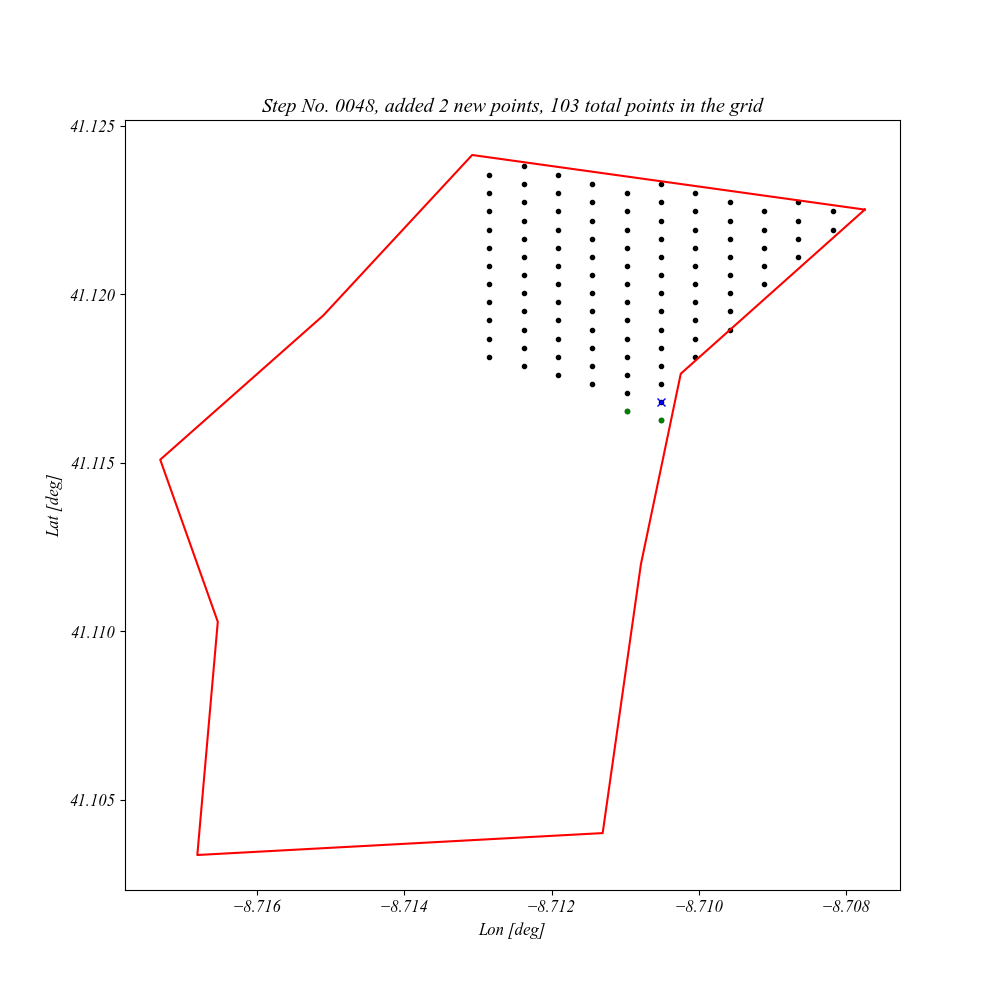 Step No. 0048, added 2 new points, 103 total points in the grid
41.125
41.120
41.115
41.110
41.105
Lat [deg]
−8.716 −8.714 −8.712 −8.710 −8.708
Lon [deg]